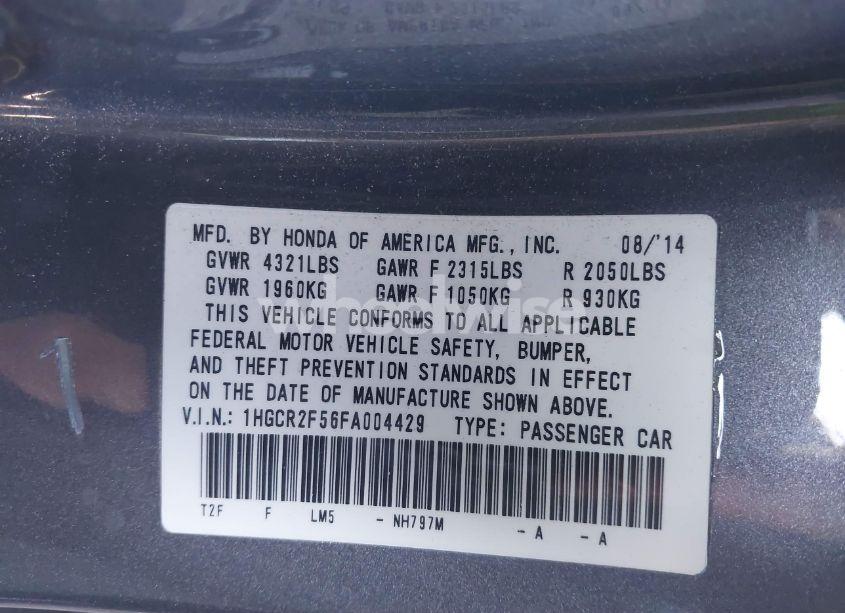 MFD. BY HONDA OF AMERICA MFG., INC. 08/'14
GVWR 4321LBS GAWR F 2315LBS R 2050LBS
GVWR 1960KG GAWR F 1050KG R 930KG
wheelwise
THIS VEHICLE CONFORMS TO ALL APPLICABLE
FEDERAL MOTOR VEHICLE SAFETY, BUMPER,
AND THEFT PREVENTION STANDARDS IN EFFECT
ON THE DATE OF MANUFACTURE SHOWN ABOVE.
V.I.N.: 1HGCR2F56FA004429 TYPE: PASSENGER CAR
T2F F LM5 - NH797M - A - A
1